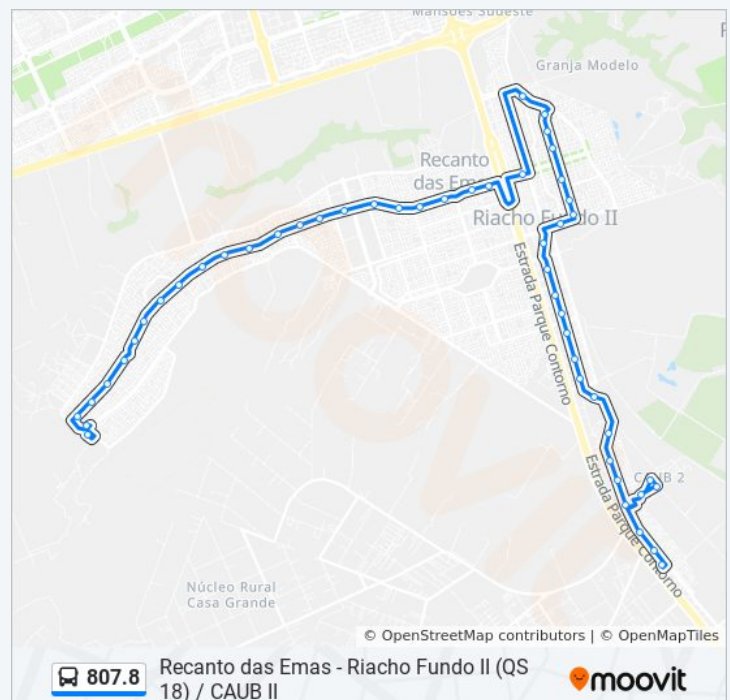 Mansões Sudeste
Granja Modelo
Recanto
das Emas
Riacho Fundo II
Estrada Parque Contorno
CAUB 2
Estrada Parque Contorno
Núcleo Rural
Casa Grande
moovit
© OpenStreetMap contributors | © OpenMapTiles
807.8
Recanto das Emas - Riacho Fundo II (QS
18) / CAUB II
moovit